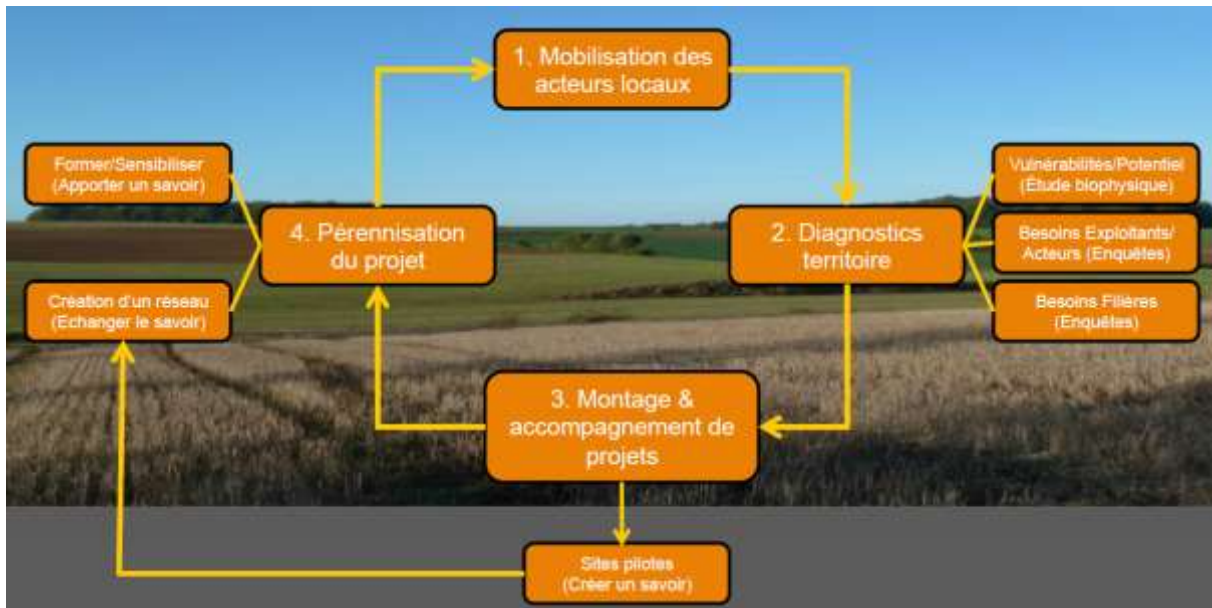 1. Mobilisation des
acteurs locaux
Former/Sensibiliser
(Apporter un savoir)
Vulnérabilités/Potentiel
(Étude biophysique)
4. Pérennisation
du projet
2. Diagnostics
territoire
Besoins Exploitants/
Acteurs (Enquêtes)
Création d'un réseau
(Echanger le savoir)
Besoins Filières
(Enquêtes)
3. Montage &
accompagnement de
projets
Sites pilotes
(Créer un savoir)